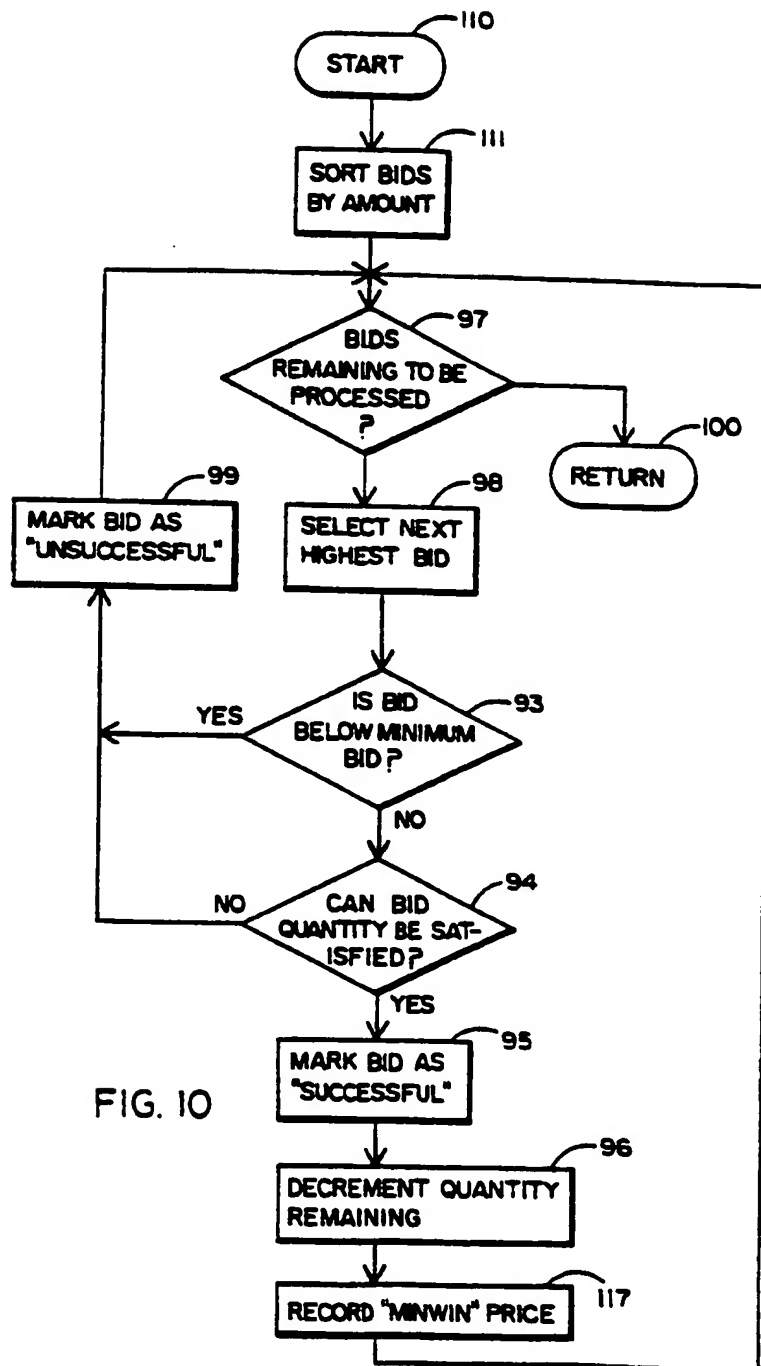 110
START
111
SORT BIDS
BY AMOUNT
97
BIDS
REMAINING TO BE
PROCESSED
?
100
RETURN
99
MARK BID AS
"UNSUCCESSFUL"
98
SELECT NEXT
HIGHEST BID
93
YES
IS BID
BELOW MINIMUM
BID?
NO
94
NO
CAN BID
QUANTITY BE SAT-
ISFIED?
YES
95
MARK BID AS
"SUCCESSFUL"
FIG. 10
96
DECREMENT QUANTITY
REMAINING
117
RECORD "MINWIN" PRICE